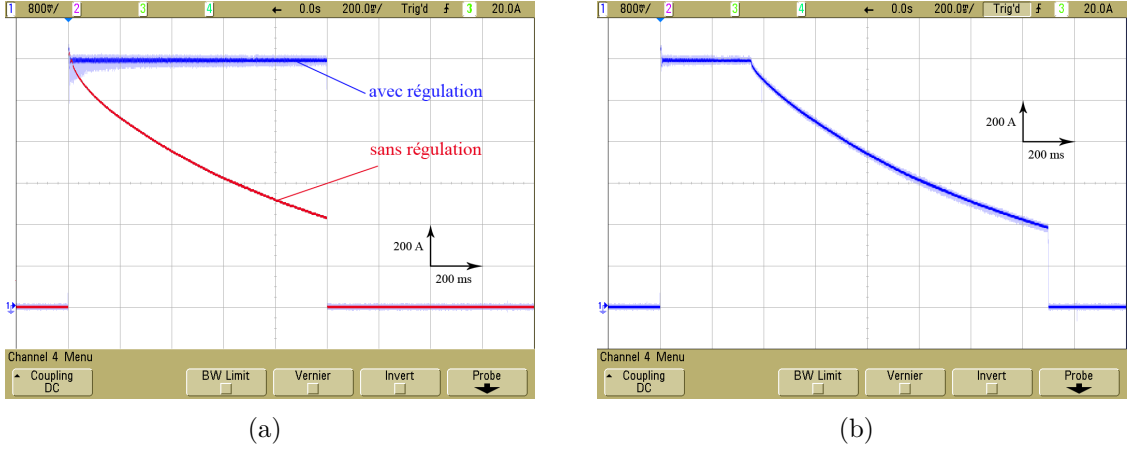 1 800mV/ 2 3 4 0.0s 200.0ms/ Trig'd 3 20.0A
avec régulation
sans régulation
200 A
200 ms
1
Channel 4 Menu
Coupling
DC
BW Limit
Vernier
Invert
Probe
(a)
1 800mV/ 2 3 4 0.0s 200.0ms/ Trig'd 3 20.0A
200 A
200 ms
1
Channel 4 Menu
Coupling
DC
BW Limit
Vernier
Invert
Probe
(b)